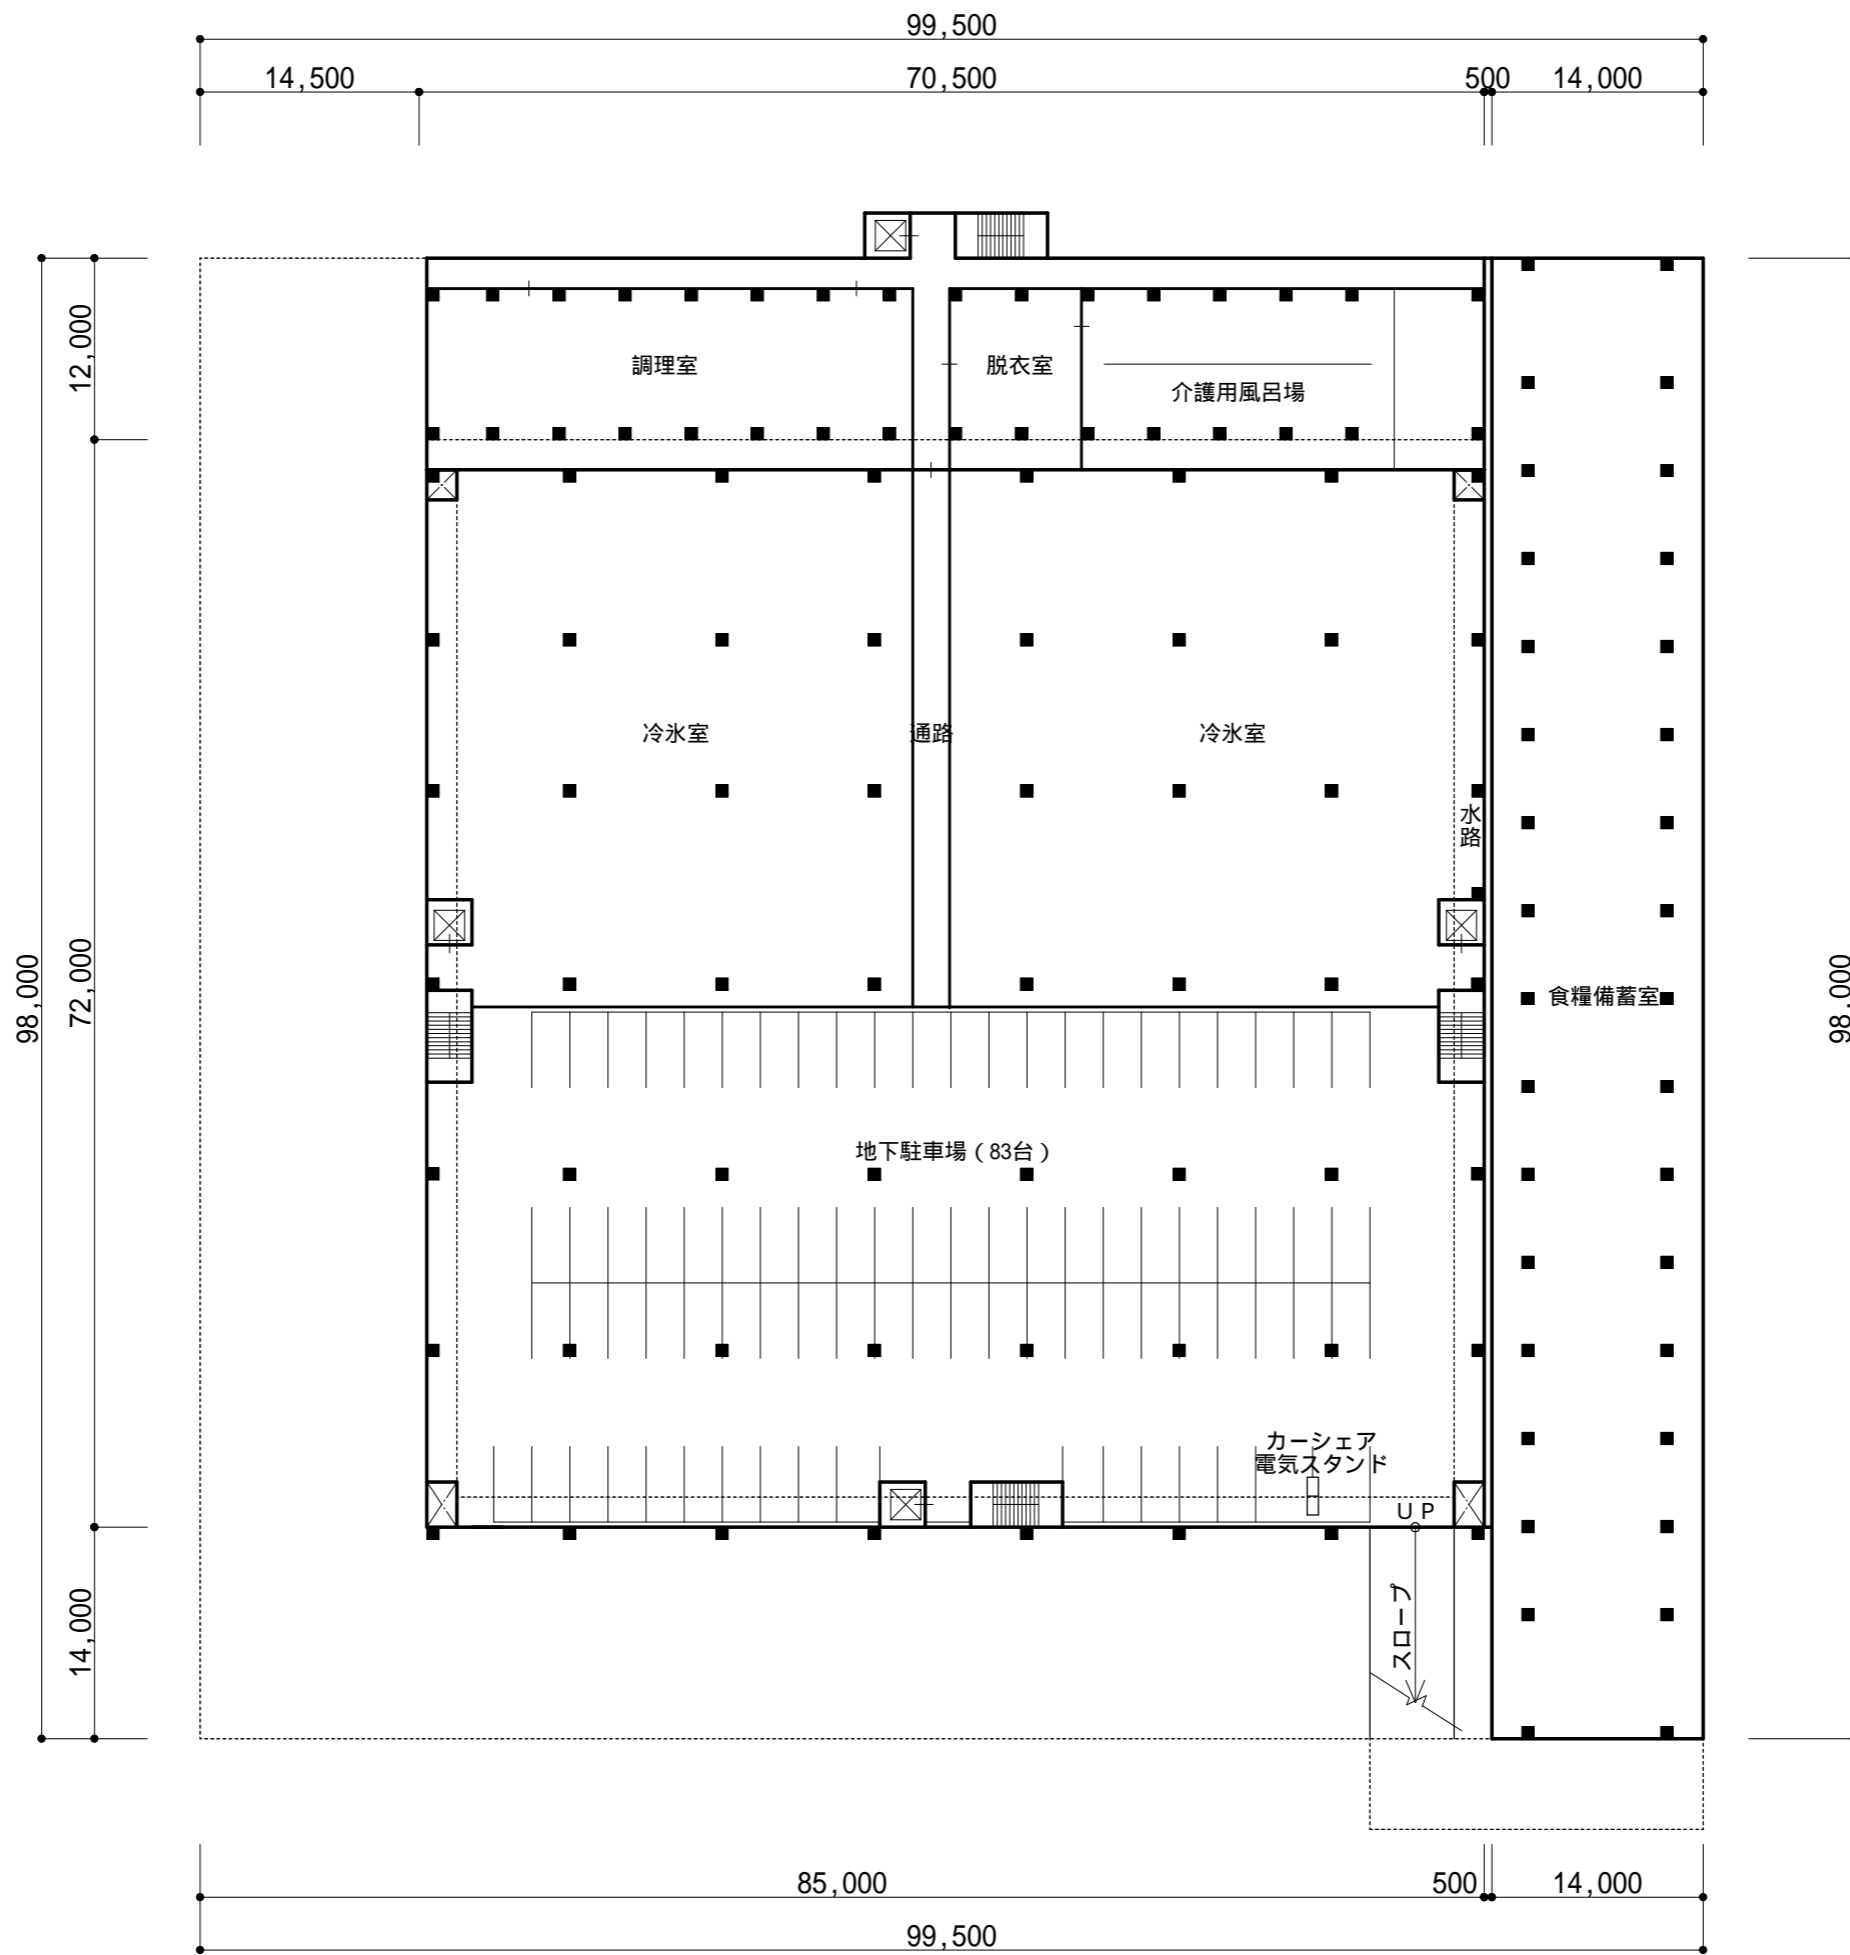 99,500
14,500
70,500
500
14,000
12,000
調理室
脱衣室
介護用風呂場
冷氷室
通路
冷氷室
水路
98,000
72,000
食糧備蓄室
98,000
地下駐車場（83台）
カーシェア
電気スタンド
ＵＰ
スロープ
14,000
85,000
500
14,000
99,500